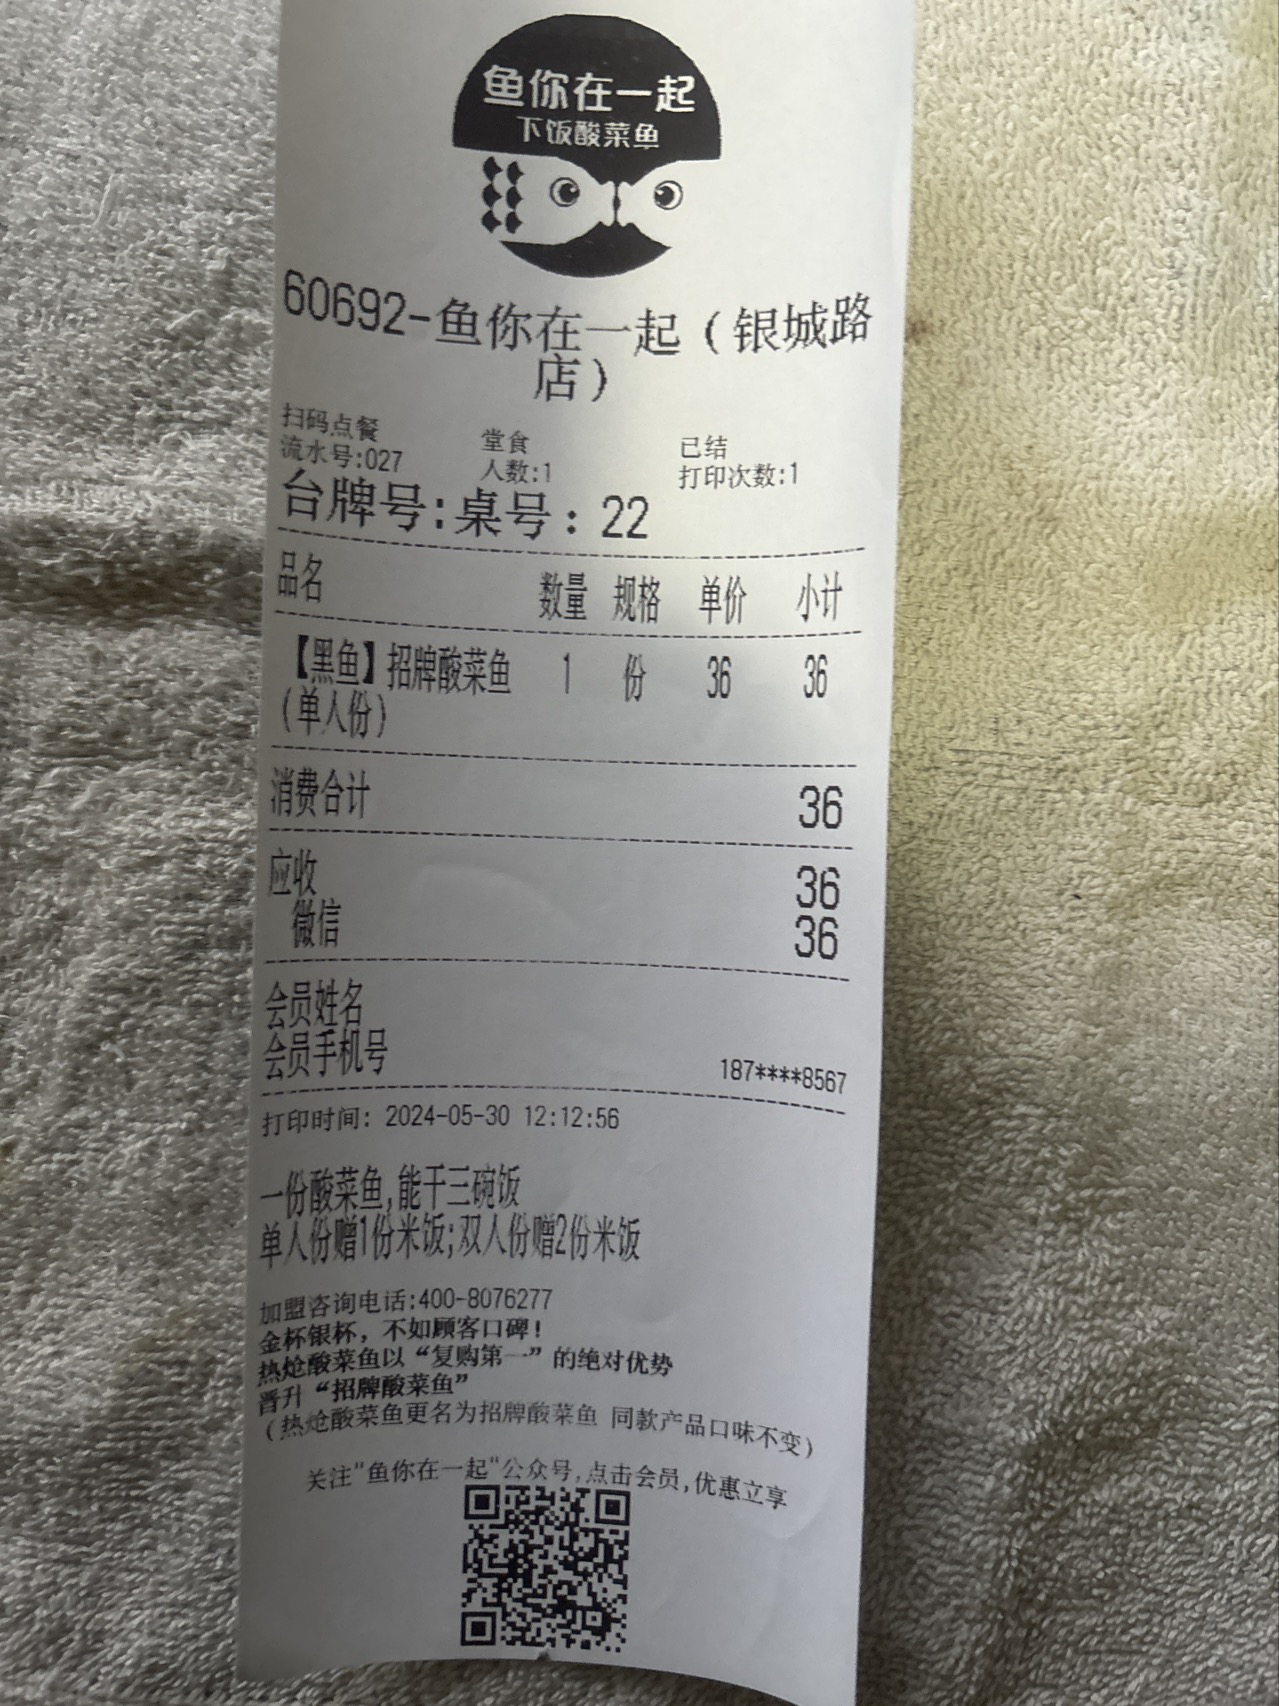 鱼你在一起
下饭酸菜鱼
60692-鱼你在一起（银城路
店）
扫码点餐 堂食 已结
流水号:027 人数:1 打印次数:1
台牌号:桌号：22
品名 数量 规格 单价 小计
【黑鱼】招牌酸菜鱼 1 份 36 36
（单人份）
消费合计 36
应收 36
微信 36
会员姓名
会员手机号 187****8567
打印时间: 2024-05-30 12:12:56
一份酸菜鱼,能干三碗饭
单人份赠1份米饭;双人份赠2份米饭
加盟咨询电话:400-8076277
金杯银杯，不如顾客口碑！
热炝酸菜鱼以“复购第一”的绝对优势
晋升“招牌酸菜鱼”
（热炝酸菜鱼更名为招牌酸菜鱼 同款产品口味不变）
关注"鱼你在一起"公众号,点击会员,优惠立享